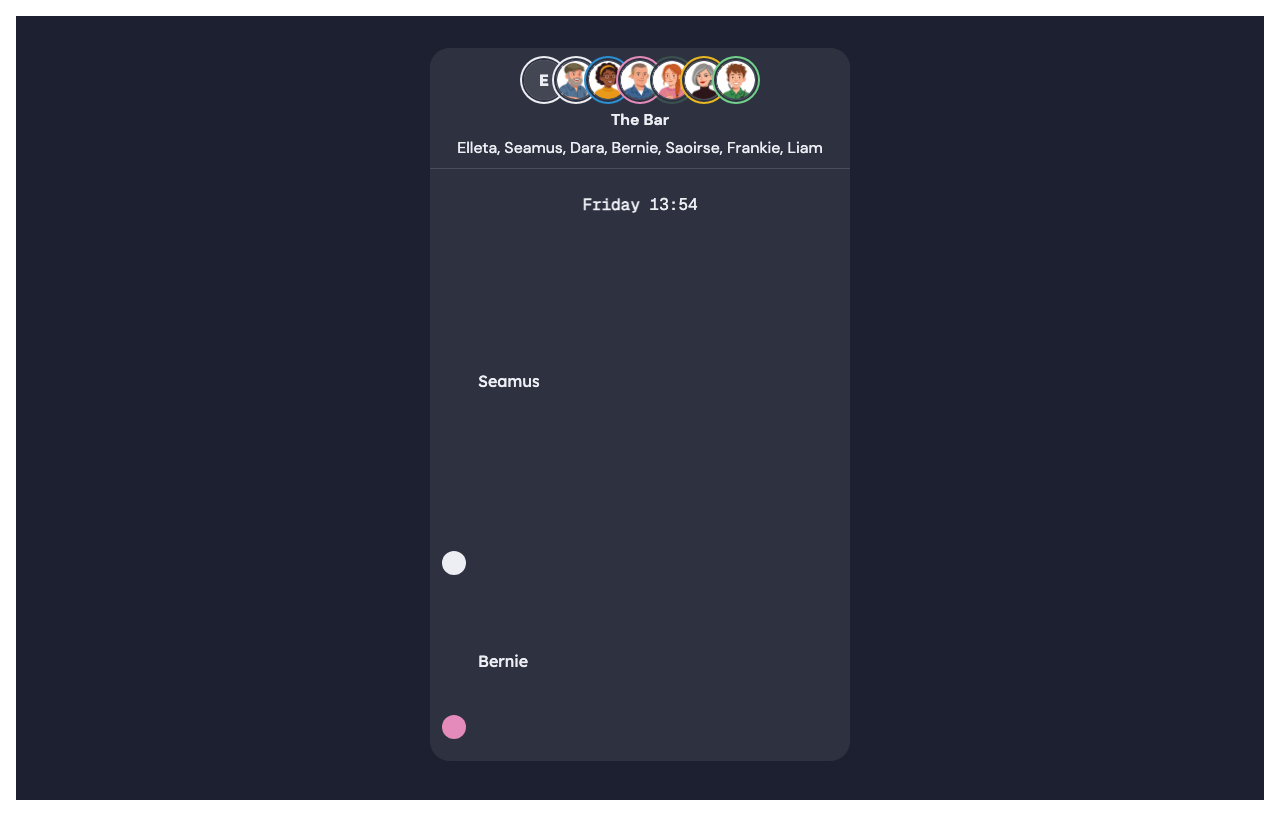 E
The Bar
Elleta, Seamus, Dara, Bernie, Saoirse, Frankie, Liam
Friday 13:54
Seamus
Bernie